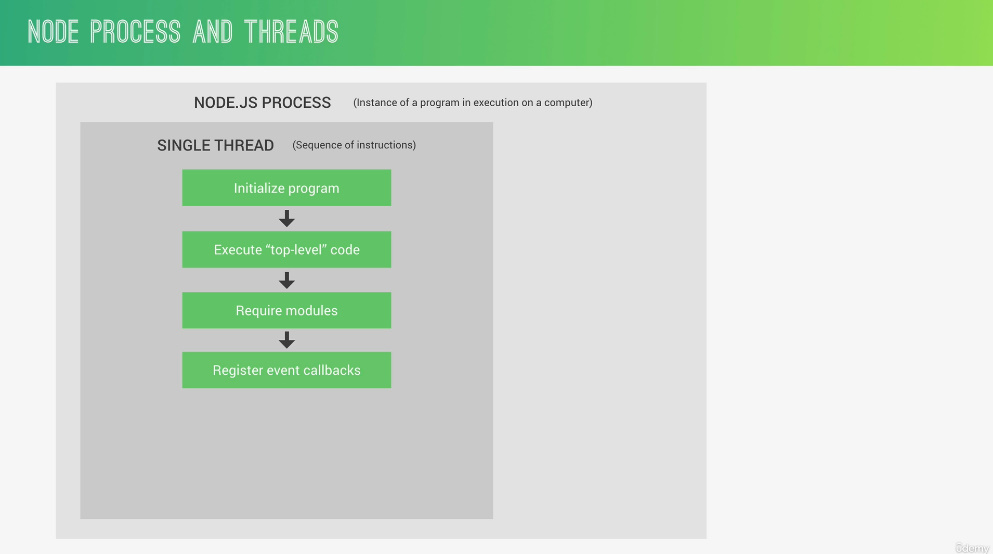 NODE PROCESS AND THREADS
NODE.JS PROCESS (Instance of a program in execution on a computer)
SINGLE THREAD (Sequence of instructions)
Initialize program
Execute “top-level” code
Require modules
Register event callbacks
ûdemy